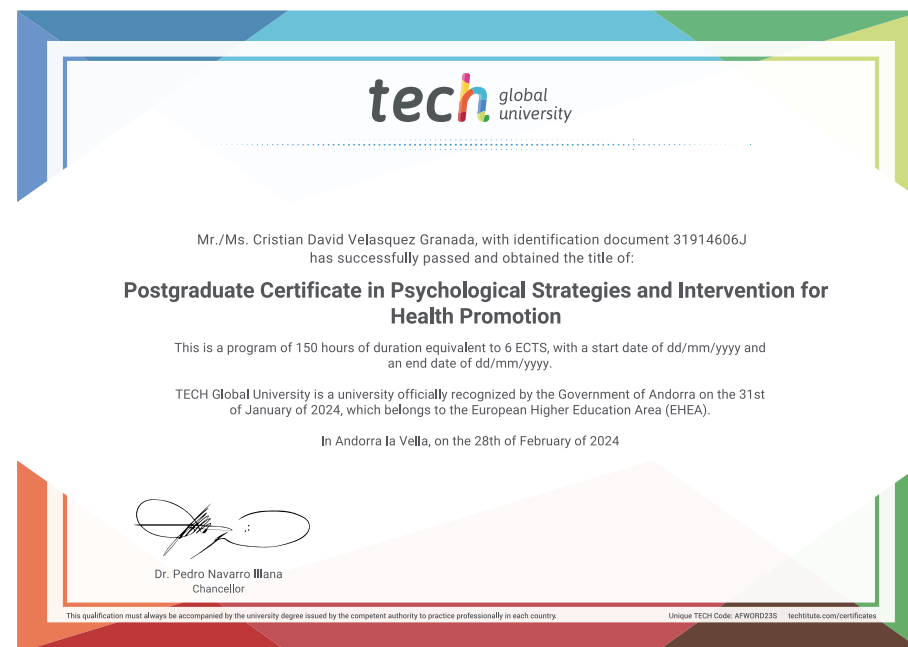 tech global
university
Mr./Ms. Cristian David Velasquez Granada, with identification document 31914606J
has successfully passed and obtained the title of:
Postgraduate Certificate in Psychological Strategies and Intervention for
Health Promotion
This is a program of 150 hours of duration equivalent to 6 ECTS, with a start date of dd/mm/yyyy and
an end date of dd/mm/yyyy.
TECH Global University is a university officially recognized by the Government of Andorra on the 31st
of January of 2024, which belongs to the European Higher Education Area (EHEA).
In Andorra la Vella, on the 28th of February of 2024
Dr. Pedro Navarro Illana
Chancellor
This qualification must always be accompanied by the university degree issued by the competent authority to practice professionally in each country.
Unique TECH Code: AFWORD23S techtitute.com/certificates